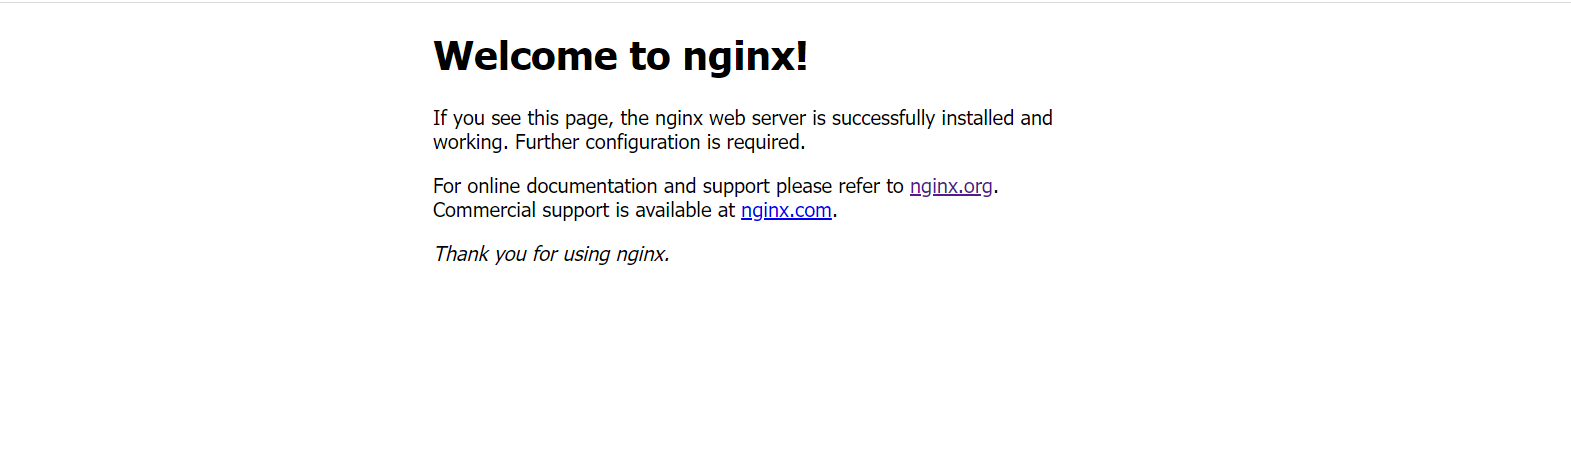 Welcome to nginx!
If you see this page, the nginx web server is successfully installed and
working. Further configuration is required.
For online documentation and support please refer to nginx.org.
Commercial support is available at nginx.com.
Thank you for using nginx.